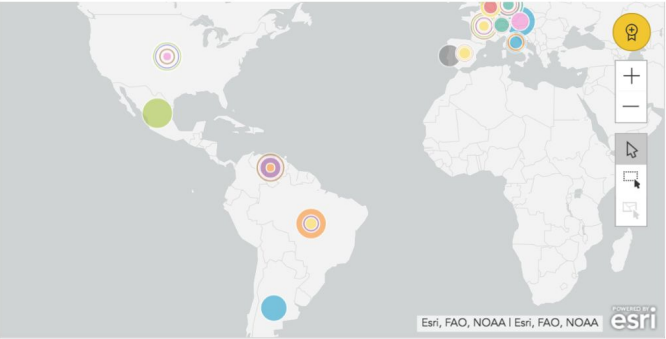 POWERED BY
esri
Esri, FAO, NOAA | Esri, FAO, NOAA